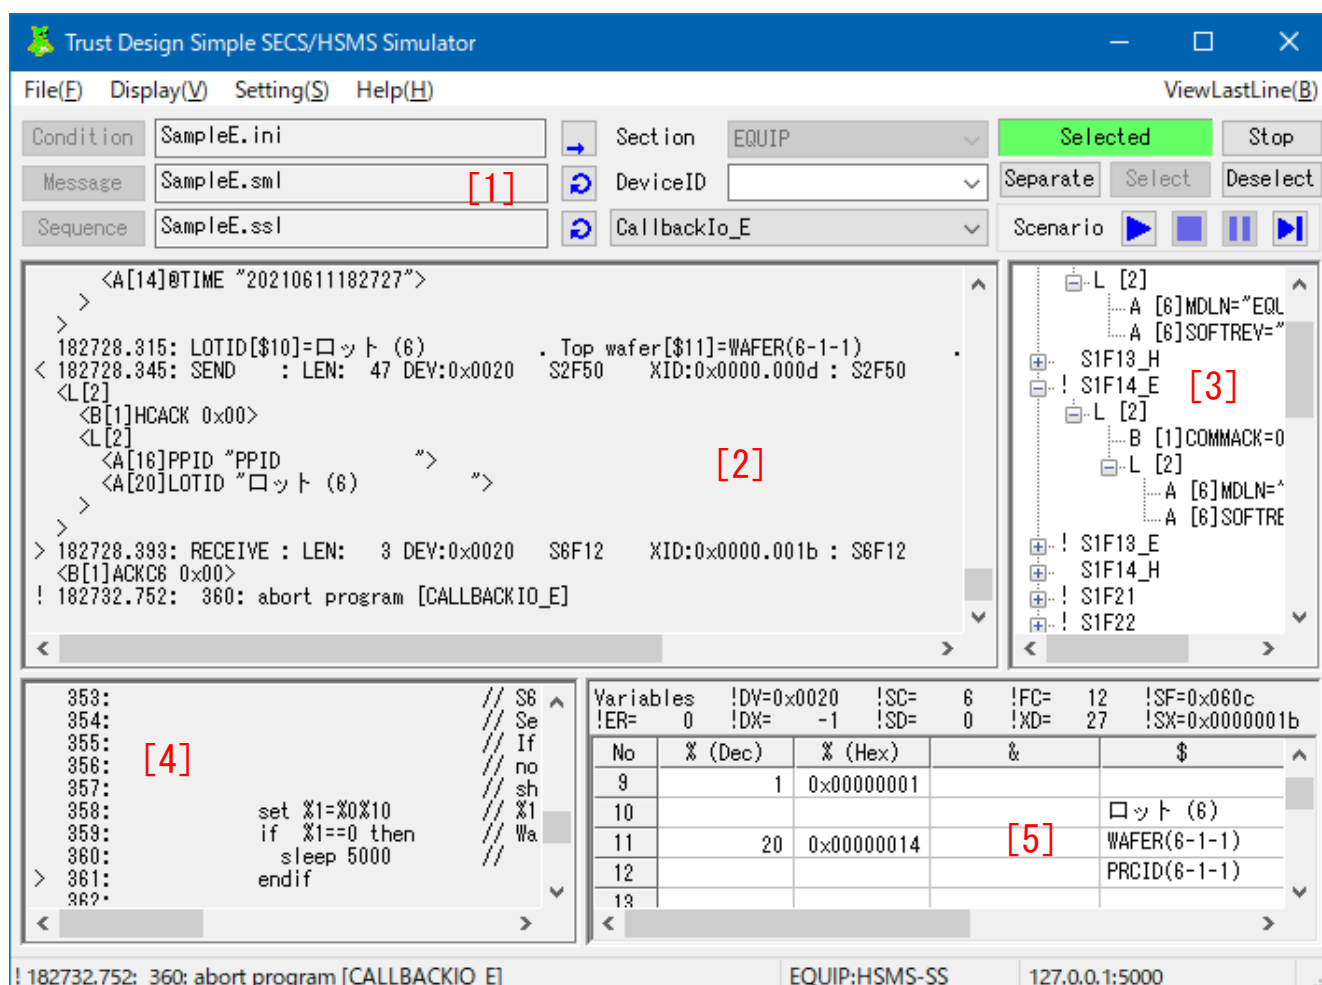 Trust Design Simple SECS/HSMS Simulator
File(F) Display(V) Setting(S) Help(H) ViewLastLine(B)
Condition SampleE.ini Section EQUIP Selected Stop
Message SampleE.sml [1] DeviceID Separate Select Deselect
Sequence SampleE.ssl CallbackIo_E Scenario
<A[14]@TIME "20210611182727">
>
>
182728.315: LOTID[$10]=ロット (6) . Top wafer[$11]=WAFER(6-1-1) .
< 182728.345: SEND : LEN: 47 DEV:0x0020 S2F50 XID:0x0000.000d : S2F50
<L[2]
<B[1]HCACK 0x00>
<L[2]
<A[16]PPID "PPID ">
<A[20]LOTID "ロット (6) ">
>
>
> 182728.393: RECEIVE : LEN: 3 DEV:0x0020 S6F12 XID:0x0000.001b : S6F12
<B[1]ACKC6 0x00>
! 182732.752: 360: abort program [CALLBACKIO_E]
[2]
L [2]
A [6]MDLN="EQU
A [6]SOFTREV="
S1F13_H
! S1F14_E
[3]
L [2]
B [1]COMMACK=0
L [2]
A [6]MDLN="
A [6]SOFTRE
! S1F13_E
S1F14_H
! S1F21
! S1F22
353: // S6
354: // Se
355: // If
356: // no
357: // sh
358: set %1=%0%10 // %1
359: if %1==0 then // Wa
360: sleep 5000 //
> 361: endif
362:
[4]
Variables !DV=0x0020 !SC= 6 !FC= 12 !SF=0x060c
!ER= 0 !DX= -1 !SD= 0 !XD= 27 !SX=0x0000001b
No % (Dec) % (Hex) & $
9 1 0x00000001
10 ロット (6)
11 20 0x00000014 WAFER(6-1-1)
12 PRCID(6-1-1)
13
[5]
! 182732.752: 360: abort program [CALLBACKIO_E] EQUIP:HSMS-SS 127.0.0.1:5000